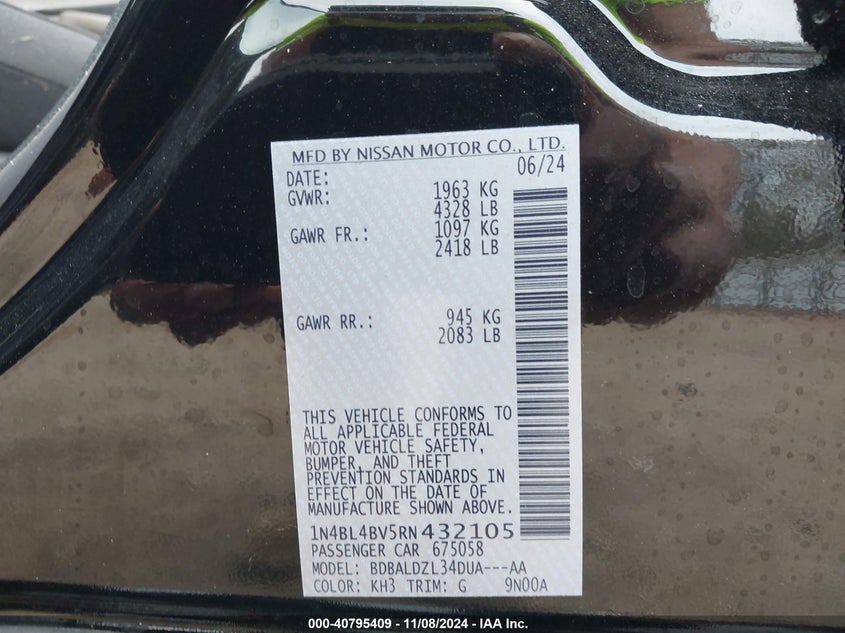 MFD BY NISSAN MOTOR CO., LTD.
DATE: 06/24
GVWR: 1963 KG
4328 LB
GAWR FR.: 1097 KG
2418 LB
GAWR RR.: 945 KG
2083 LB
THIS VEHICLE CONFORMS TO
ALL APPLICABLE FEDERAL
MOTOR VEHICLE SAFETY,
BUMPER, AND THEFT
PREVENTION STANDARDS IN
EFFECT ON THE DATE OF
MANUFACTURE SHOWN ABOVE.
1N4BL4BV5RN432105
PASSENGER CAR 675058
MODEL: BDBALDZL34DUA---AA
COLOR: KH3 TRIM: G 9N00A
000-40795409 - 11/08/2024 - IAA Inc.